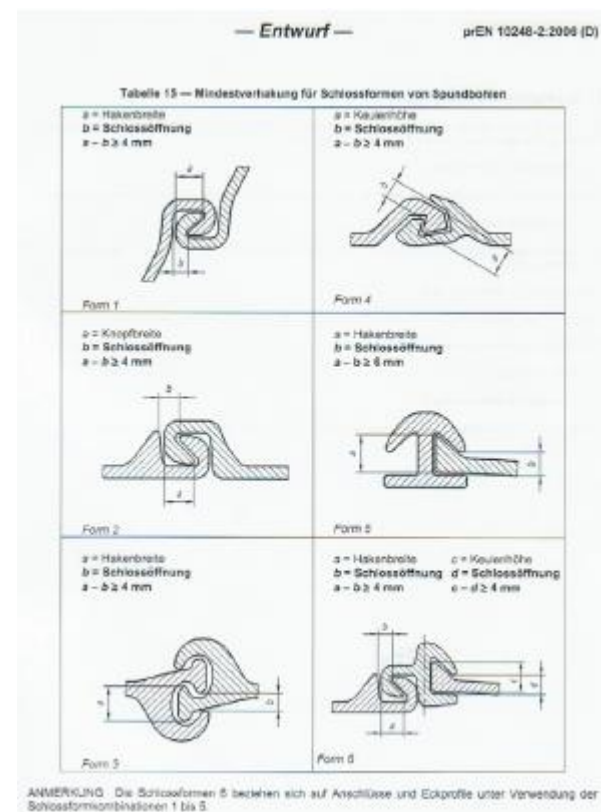 — Entwurf —
prEN 10248-2:2006 (D)
Tabelle 15 — Mindestverhakung für Schlossformen von Spundbohlen
a = Hakenbreite
b = Schlossöffnung
a – b ≥ 4 mm
a
b
Form 1
a = Keulenhöhe
b = Schlossöffnung
a – b ≥ 4 mm
b
a
Form 4
a = Knopfbreite
b = Schlossöffnung
a – b ≥ 4 mm
b
a
Form 2
a = Hakenbreite
b = Schlossöffnung
a – b ≥ 6 mm
a
b
Form 5
a = Hakenbreite
b = Schlossöffnung
a – b ≥ 4 mm
a
b
Form 3
a = Hakenbreite c = Keulenhöhe
b = Schlossöffnung d = Schlossöffnung
a – b ≥ 4 mm c – d ≥ 4 mm
b
c
d
a
Form 6
ANMERKUNG Die Schlossformen 6 beziehen sich auf Anschlüsse und Eckprofile unter Verwendung der
Schlossformkombinationen 1 bis 5.